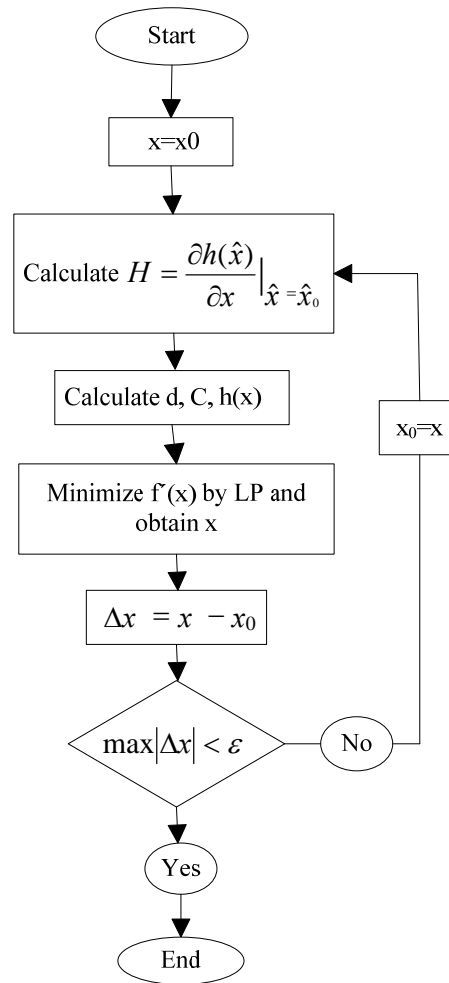 Start
x=x0
Calculate H = ∂h(x̂)/∂x |x̂ =x̂₀
Calculate d, C, h(x)
x₀=x
Minimize f´(x) by LP and
obtain x
Δx = x − x₀
max|Δx| < ε
No
Yes
End